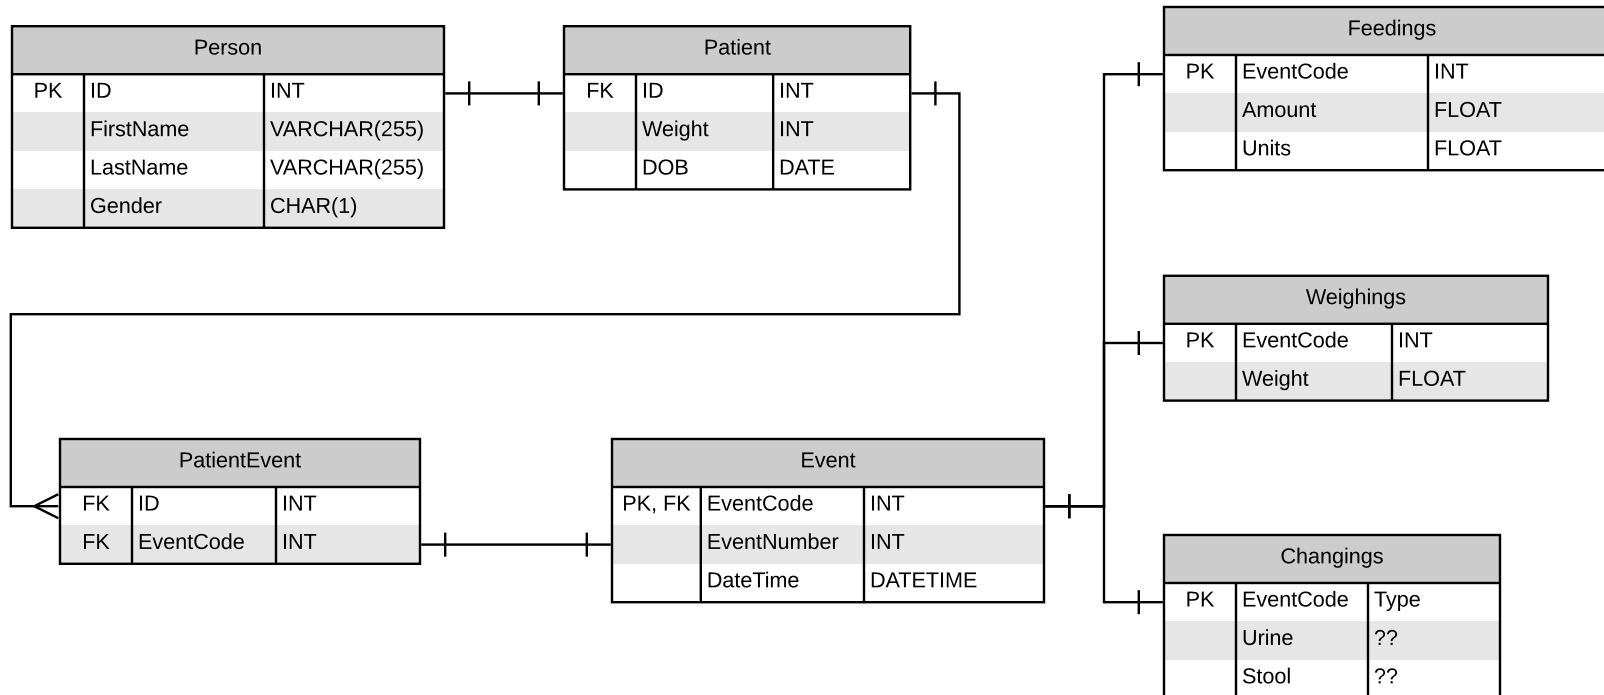 Person
PK ID INT
FirstName VARCHAR(255)
LastName VARCHAR(255)
Gender CHAR(1)
Patient
FK ID INT
Weight INT
DOB DATE
Feedings
PK EventCode INT
Amount FLOAT
Units FLOAT
Weighings
PK EventCode INT
Weight FLOAT
PatientEvent
FK ID INT
FK EventCode INT
Event
PK, FK EventCode INT
EventNumber INT
DateTime DATETIME
Changings
PK EventCode Type
Urine ??
Stool ??